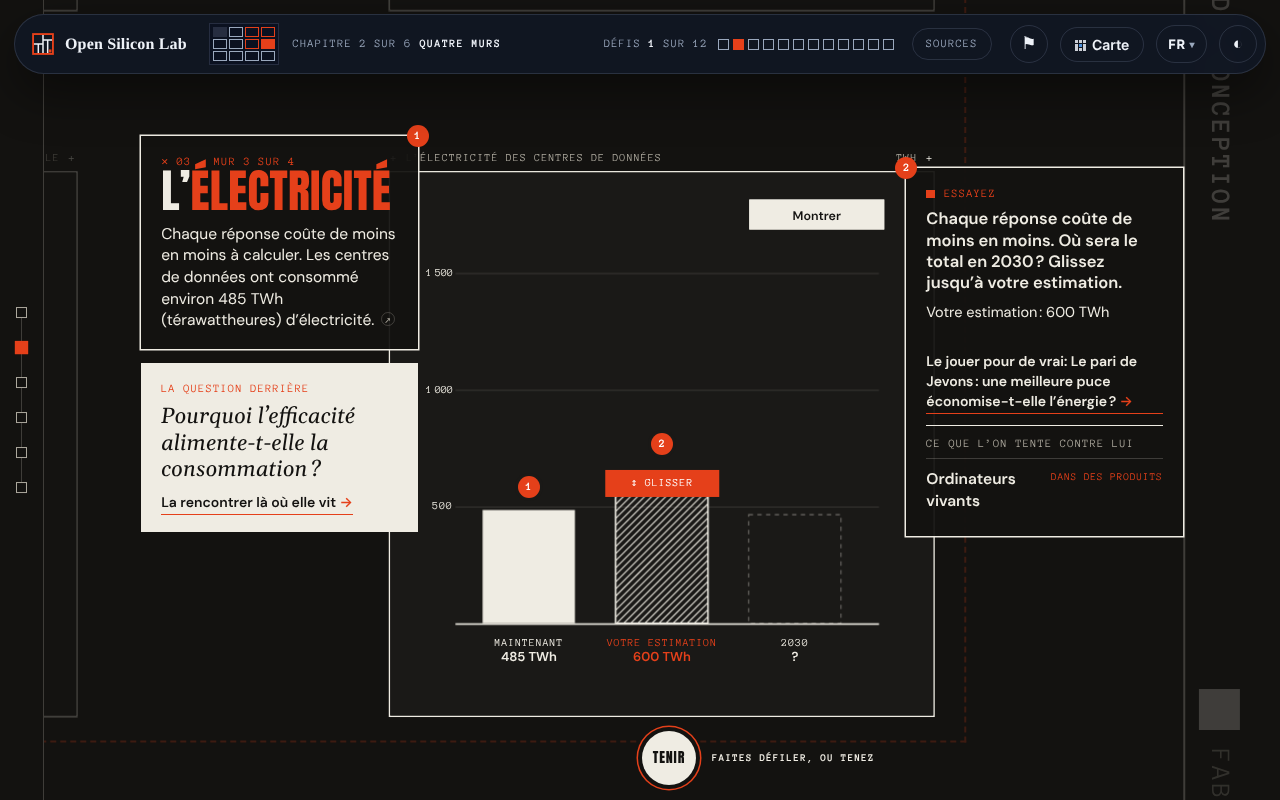 Open Silicon Lab
CHAPITRE 2 SUR 6 QUATRE MURS
DÉFIS 1 SUR 12
SOURCES
Carte
FR ▾
LE +
1
× 03 MUR 3 SUR 4
L’ÉLECTRICITÉ
Chaque réponse coûte de moins
en moins à calculer. Les centres
de données ont consommé
environ 485 TWh
(térawattheures) d’électricité. ↗
LA QUESTION DERRIÈRE
Pourquoi l’efficacité
alimente-t-elle la
consommation ?
La rencontrer là où elle vit →
ÉLECTRICITÉ DES CENTRES DE DONNÉES
TWH +
Montrer
1 500
1 000
500
1
2
↕ GLISSER
MAINTENANT
485 TWh
VOTRE ESTIMATION
600 TWh
2030
?
2
ESSAYEZ
Chaque réponse coûte de
moins en moins. Où sera le
total en 2030 ? Glissez
jusqu’à votre estimation.
Votre estimation : 600 TWh
Le jouer pour de vrai: Le pari de
Jevons : une meilleure puce
économise-t-elle l’énergie ? →
CE QUE L’ON TENTE CONTRE LUI
Ordinateurs
vivants
DANS DES PRODUITS
TENIR
FAITES DÉFILER, OU TENEZ
ONCEPTION
FAB